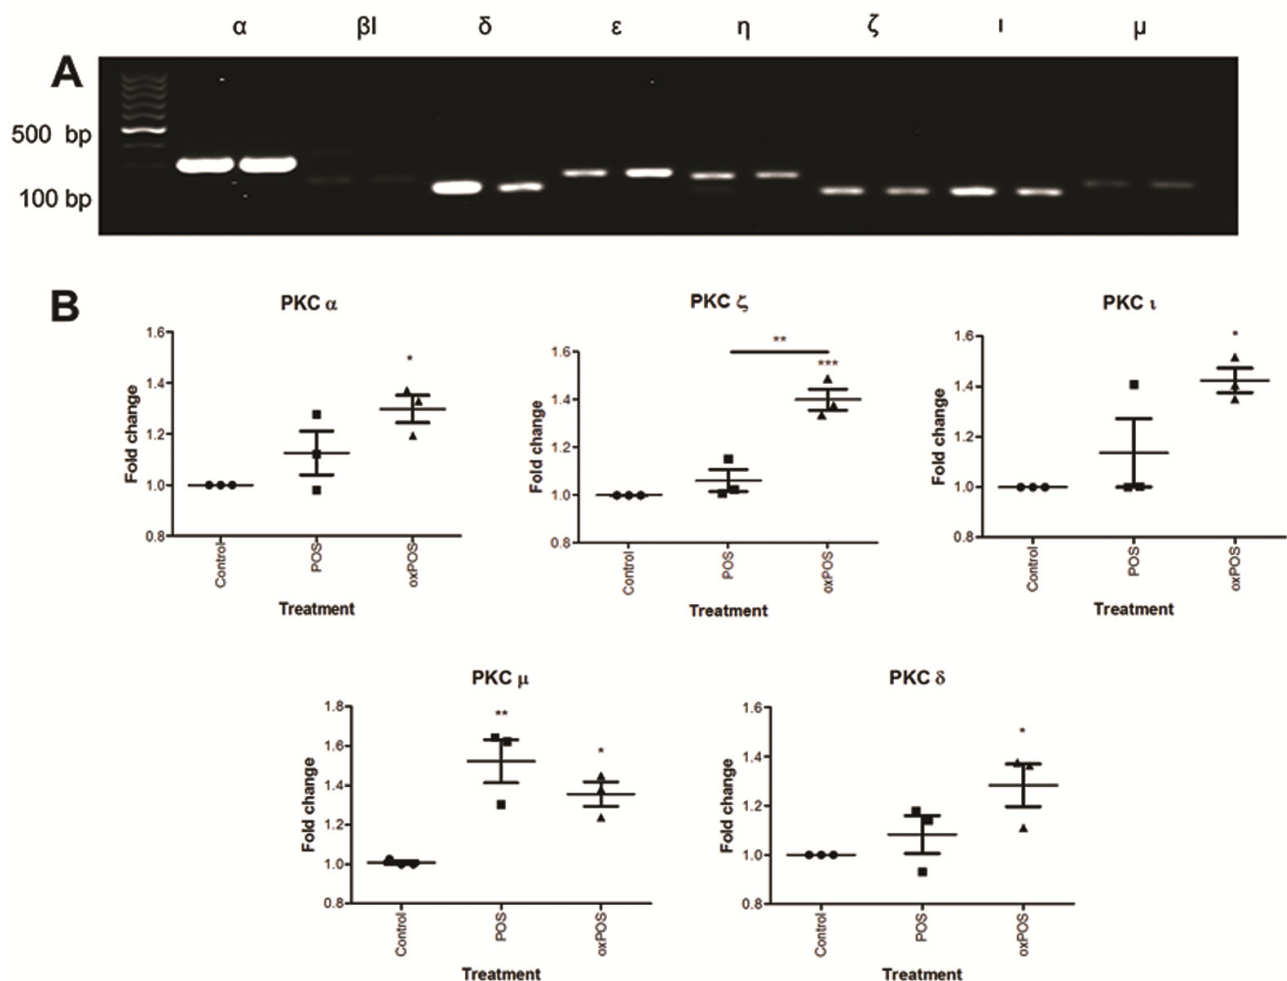 α βI δ ε η ζ ι μ
A
500 bp
100 bp
B
PKC α
1.6
1.4
1.2
1.0
0.8
Fold change
*
Control POS oxPOS
Treatment
PKC ζ
1.6
1.4
1.2
1.0
0.8
Fold change
**
***
Control POS oxPOS
Treatment
PKC ι
1.6
1.4
1.2
1.0
0.8
Fold change
*
Control POS oxPOS
Treatment
PKC μ
1.8
1.6
1.4
1.2
1.0
0.8
Fold change
**
*
Control POS oxPOS
Treatment
PKC δ
1.6
1.4
1.2
1.0
0.8
Fold change
*
Control POS oxPOS
Treatment